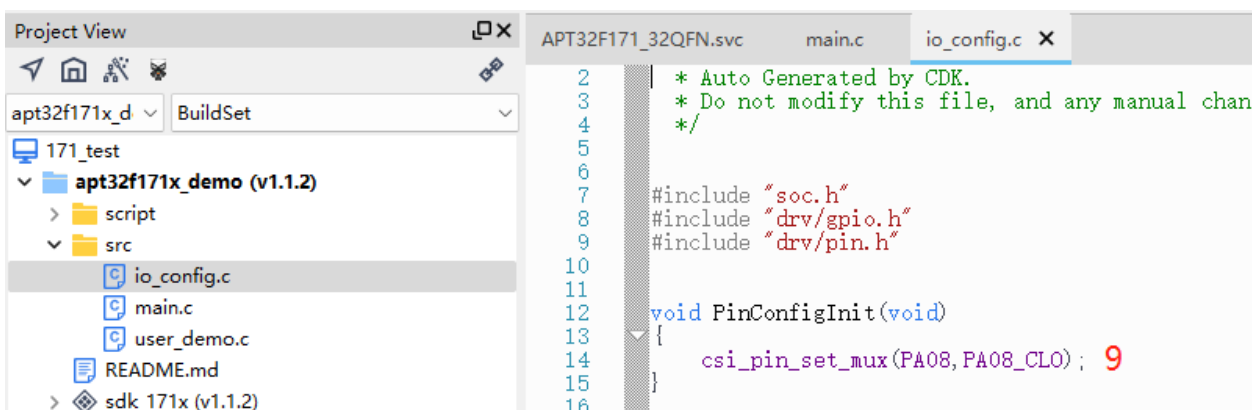 Project View
apt32f171x_d
BuildSet
171_test
apt32f171x_demo (v1.1.2)
script
src
io_config.c
main.c
user_demo.c
README.md
sdk_171x (v1.1.2)
APT32F171_32QFN.svc
main.c
io_config.c
2 * Auto Generated by CDK.
3 * Do not modify this file, and any manual chan
4 */
5
6
7 #include "soc.h"
8 #include "drv/gpio.h"
9 #include "drv/pin.h"
10
11
12 void PinConfigInit(void)
13 {
14 csi_pin_set_mux(PA08,PA08_CLO); 9
15 }
16